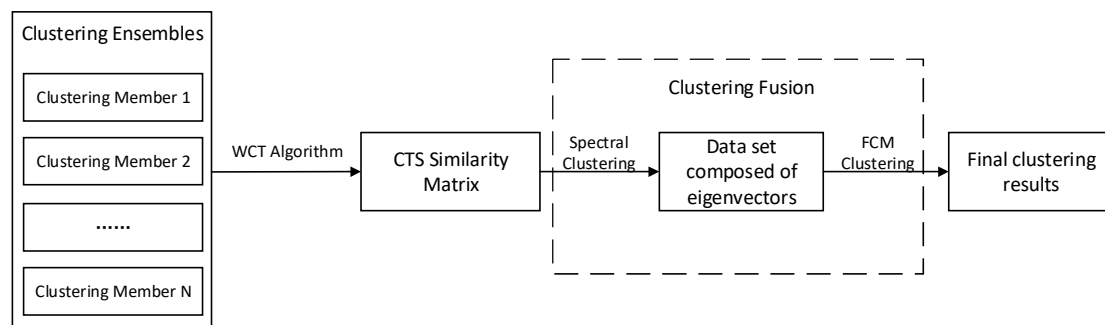 Clustering Ensembles
Clustering Member 1
Clustering Member 2
......
Clustering Member N
WCT Algorithm
CTS Similarity
Matrix
Clustering Fusion
Spectral
Clustering
Data set
composed of
eigenvectors
FCM
Clustering
Final clustering
results